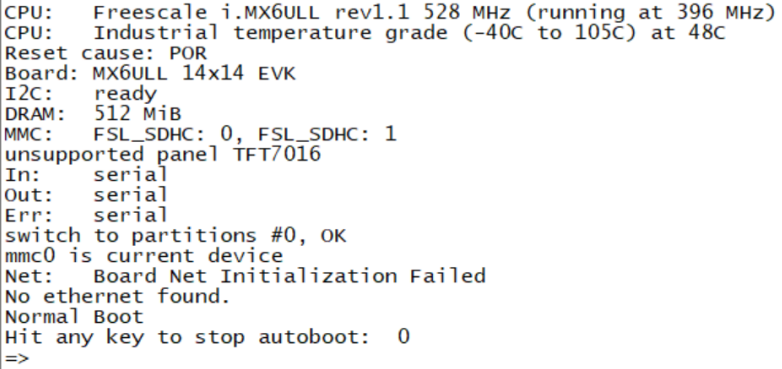 CPU:   Freescale i.MX6ULL rev1.1 528 MHz (running at 396 MHz)
CPU:   Industrial temperature grade (-40C to 105C) at 48C
Reset cause: POR
Board: MX6ULL 14x14 EVK
I2C:   ready
DRAM:  512 MiB
MMC:   FSL_SDHC: 0, FSL_SDHC: 1
unsupported panel TFT7016
In:    serial
Out:   serial
Err:   serial
switch to partitions #0, OK
mmc0 is current device
Net:   Board Net Initialization Failed
No ethernet found.
Normal Boot
Hit any key to stop autoboot:  0
=>